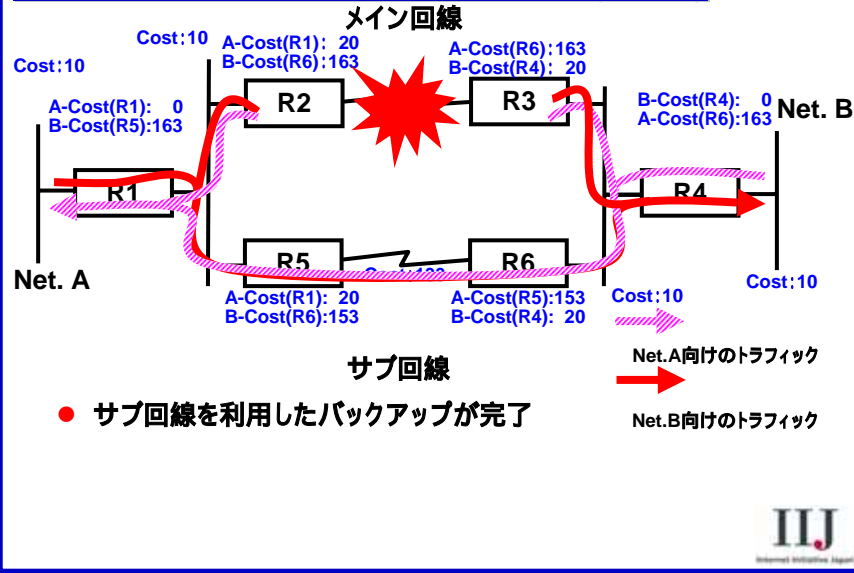 メイン回線
Cost:10
A-Cost(R1): 20
B-Cost(R6):163
A-Cost(R6):163
B-Cost(R4): 20
Cost:10
A-Cost(R1): 0
B-Cost(R5):163
R2
R3
B-Cost(R4): 0
A-Cost(R6):163
Net. B
R1
R4
R5
R6
Net. A
A-Cost(R1): 20
B-Cost(R6):153
A-Cost(R5):153
B-Cost(R4): 20
Cost:10
Cost:10
サブ回線
Net.A向けのトラフィック
● サブ回線を利用したバックアップが完了
Net.B向けのトラフィック
IIJ
Internet Initiative Japan